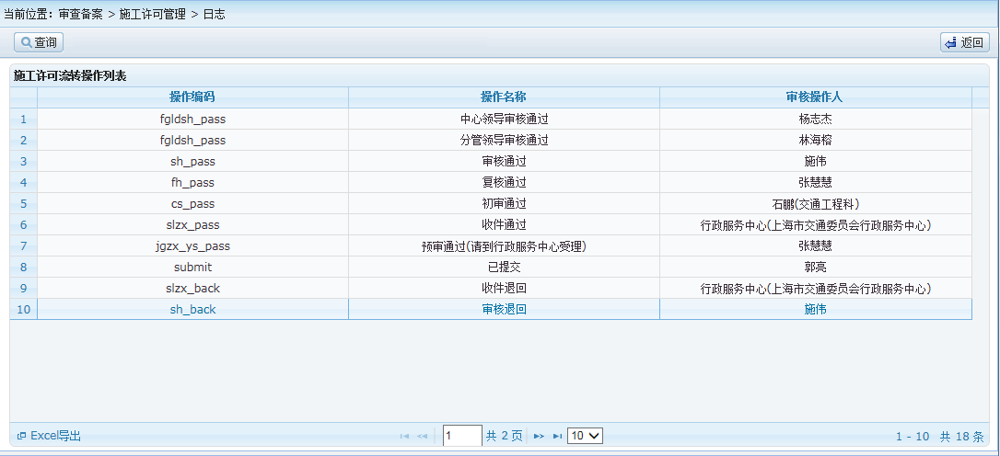 当前位置：审查备案 > 施工许可管理 > 日志
查询 返回
施工许可流转操作列表
操作编码 操作名称 审核操作人
1 fgldsh_pass 中心领导审核通过 杨志杰
2 fgldsh_pass 分管领导审核通过 林海榕
3 sh_pass 审核通过 施伟
4 fh_pass 复核通过 张慧慧
5 cs_pass 初审通过 石鹏(交通工程科)
6 slzx_pass 收件通过 行政服务中心(上海市交通委员会行政服务中心)
7 jgzx_ys_pass 预审通过(请到行政服务中心受理) 张慧慧
8 submit 已提交 郭亮
9 slzx_back 收件退回 行政服务中心(上海市交通委员会行政服务中心)
10 sh_back 审核退回 施伟
Excel导出 1 共 2 页 10 1 - 10 共 18 条